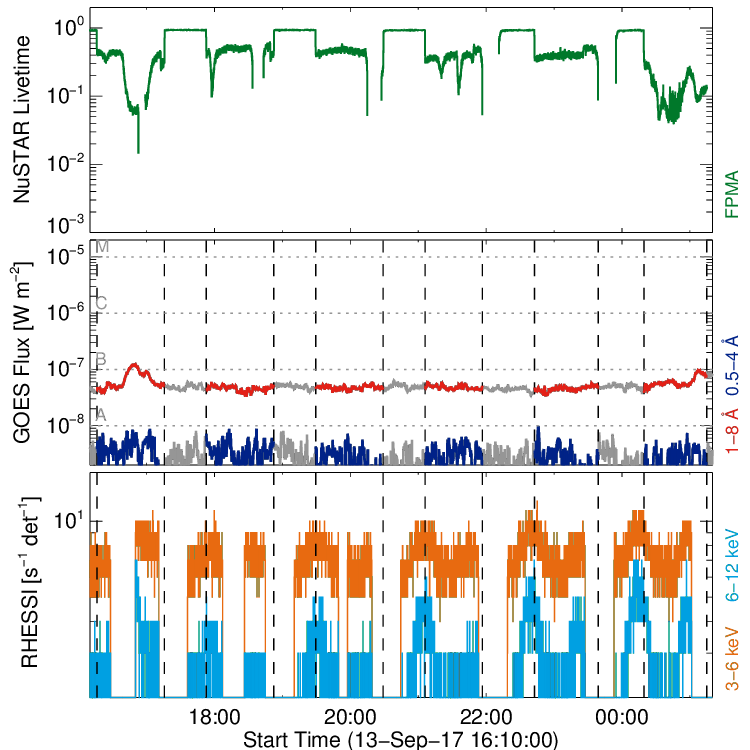 10⁰
10⁻¹
10⁻²
10⁻³
NuSTAR Livetime
FPMA
M
10⁻⁵
C
10⁻⁶
B
10⁻⁷
A
10⁻⁸
GOES Flux [W m⁻²]
1−8 Å 0.5−4 Å
10¹
RHESSI [s⁻¹ det⁻¹]
3−6 keV 6−12 keV
18:00 20:00 22:00 00:00
Start Time (13−Sep−17 16:10:00)